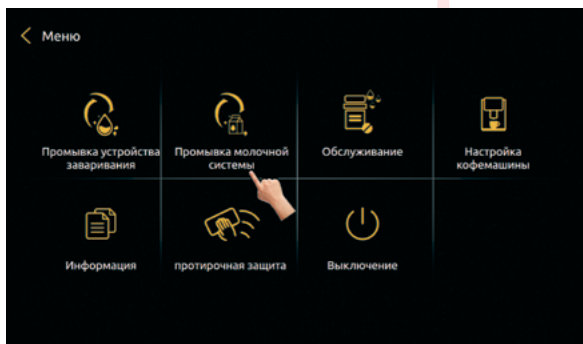 Меню
Промывка устройства
заваривания
Промывка молочной
системы
Обслуживание
Настройка
кофемашины
Информация
протирочная защита
Выключение